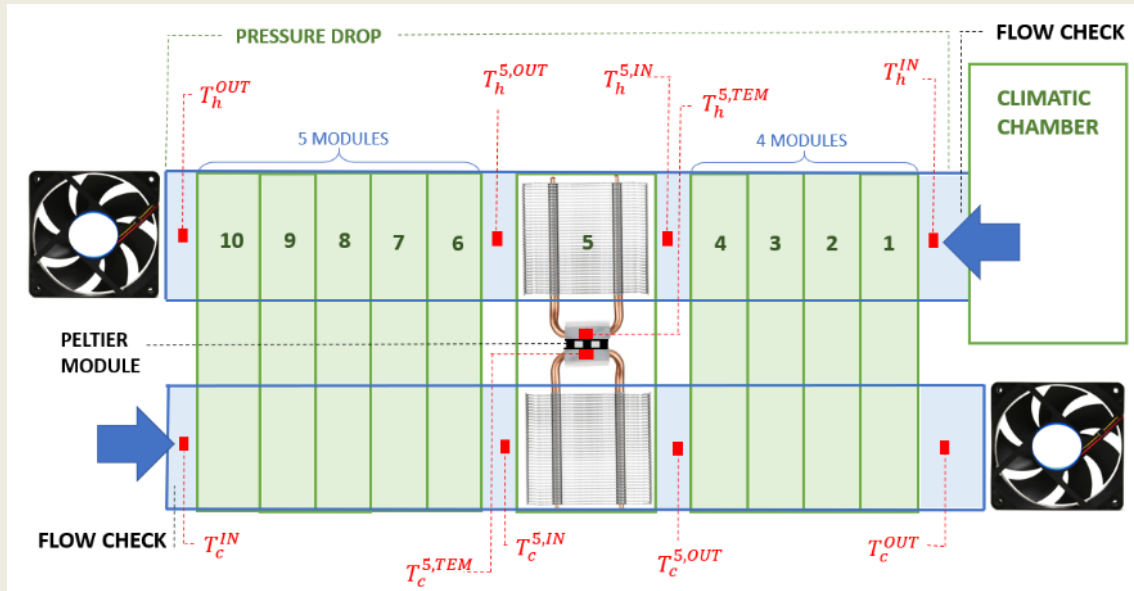 PRESSURE DROP
FLOW CHECK
T_h^{OUT}
T_h^{5,OUT}
T_h^{5,IN}
T_h^{IN}
T_h^{5,TEM}
CLIMATIC
CHAMBER
5 MODULES
4 MODULES
10 9 8 7 6 5 4 3 2 1
PELTIER
MODULE
FLOW CHECK
T_c^{IN}
T_c^{5,TEM}
T_c^{5,IN}
T_c^{5,OUT}
T_c^{OUT}